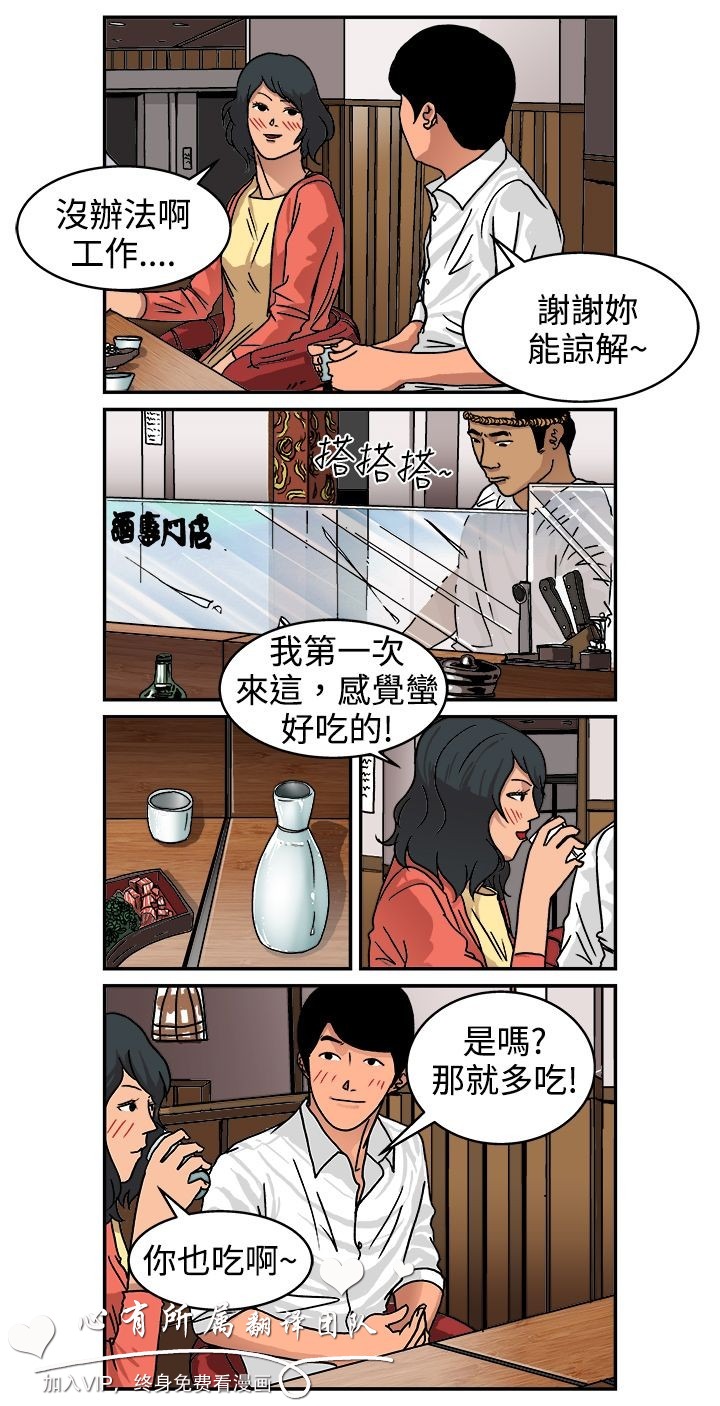 沒辦法啊
工作....
謝謝妳
能諒解~
搭搭搭~
我第一次
來這，感覺蠻
好吃的!
是嗎?
那就多吃!
你也吃啊~
心有所属翻译团队
加入VIP，终身免费看漫画